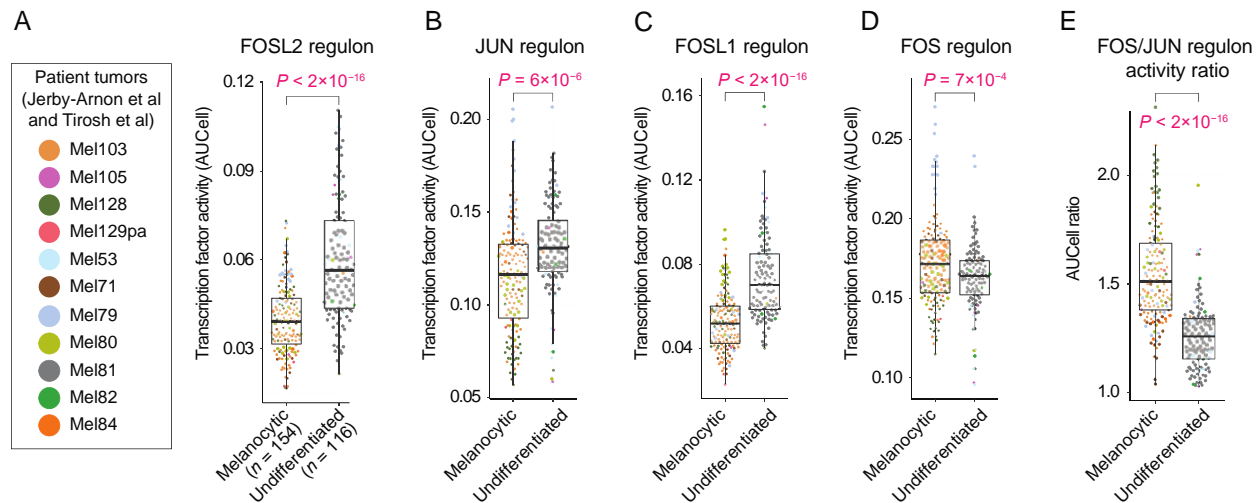 A
Patient tumors
(Jerby-Arnon et al
and Tirosh et al)
Mel103
Mel105
Mel128
Mel129pa
Mel53
Mel71
Mel79
Mel80
Mel81
Mel82
Mel84
FOSL2 regulon
P < 2×10⁻¹⁶
Transcription factor activity (AUCell)
0.12
0.09
0.06
0.03
Melanocytic
(n = 154)
Undifferentiated
(n = 116)
B
JUN regulon
P = 6×10⁻⁶
Transcription factor activity (AUCell)
0.20
0.15
0.10
0.05
Melanocytic
Undifferentiated
C
FOSL1 regulon
P < 2×10⁻¹⁶
Transcription factor activity (AUCell)
0.16
0.12
0.08
0.04
Melanocytic
Undifferentiated
D
FOS regulon
P = 7×10⁻⁴
Transcription factor activity (AUCell)
0.25
0.20
0.15
0.10
Melanocytic
Undifferentiated
E
FOS/JUN regulon
activity ratio
P < 2×10⁻¹⁶
AUCell ratio
2.0
1.5
1.0
Melanocytic
Undifferentiated